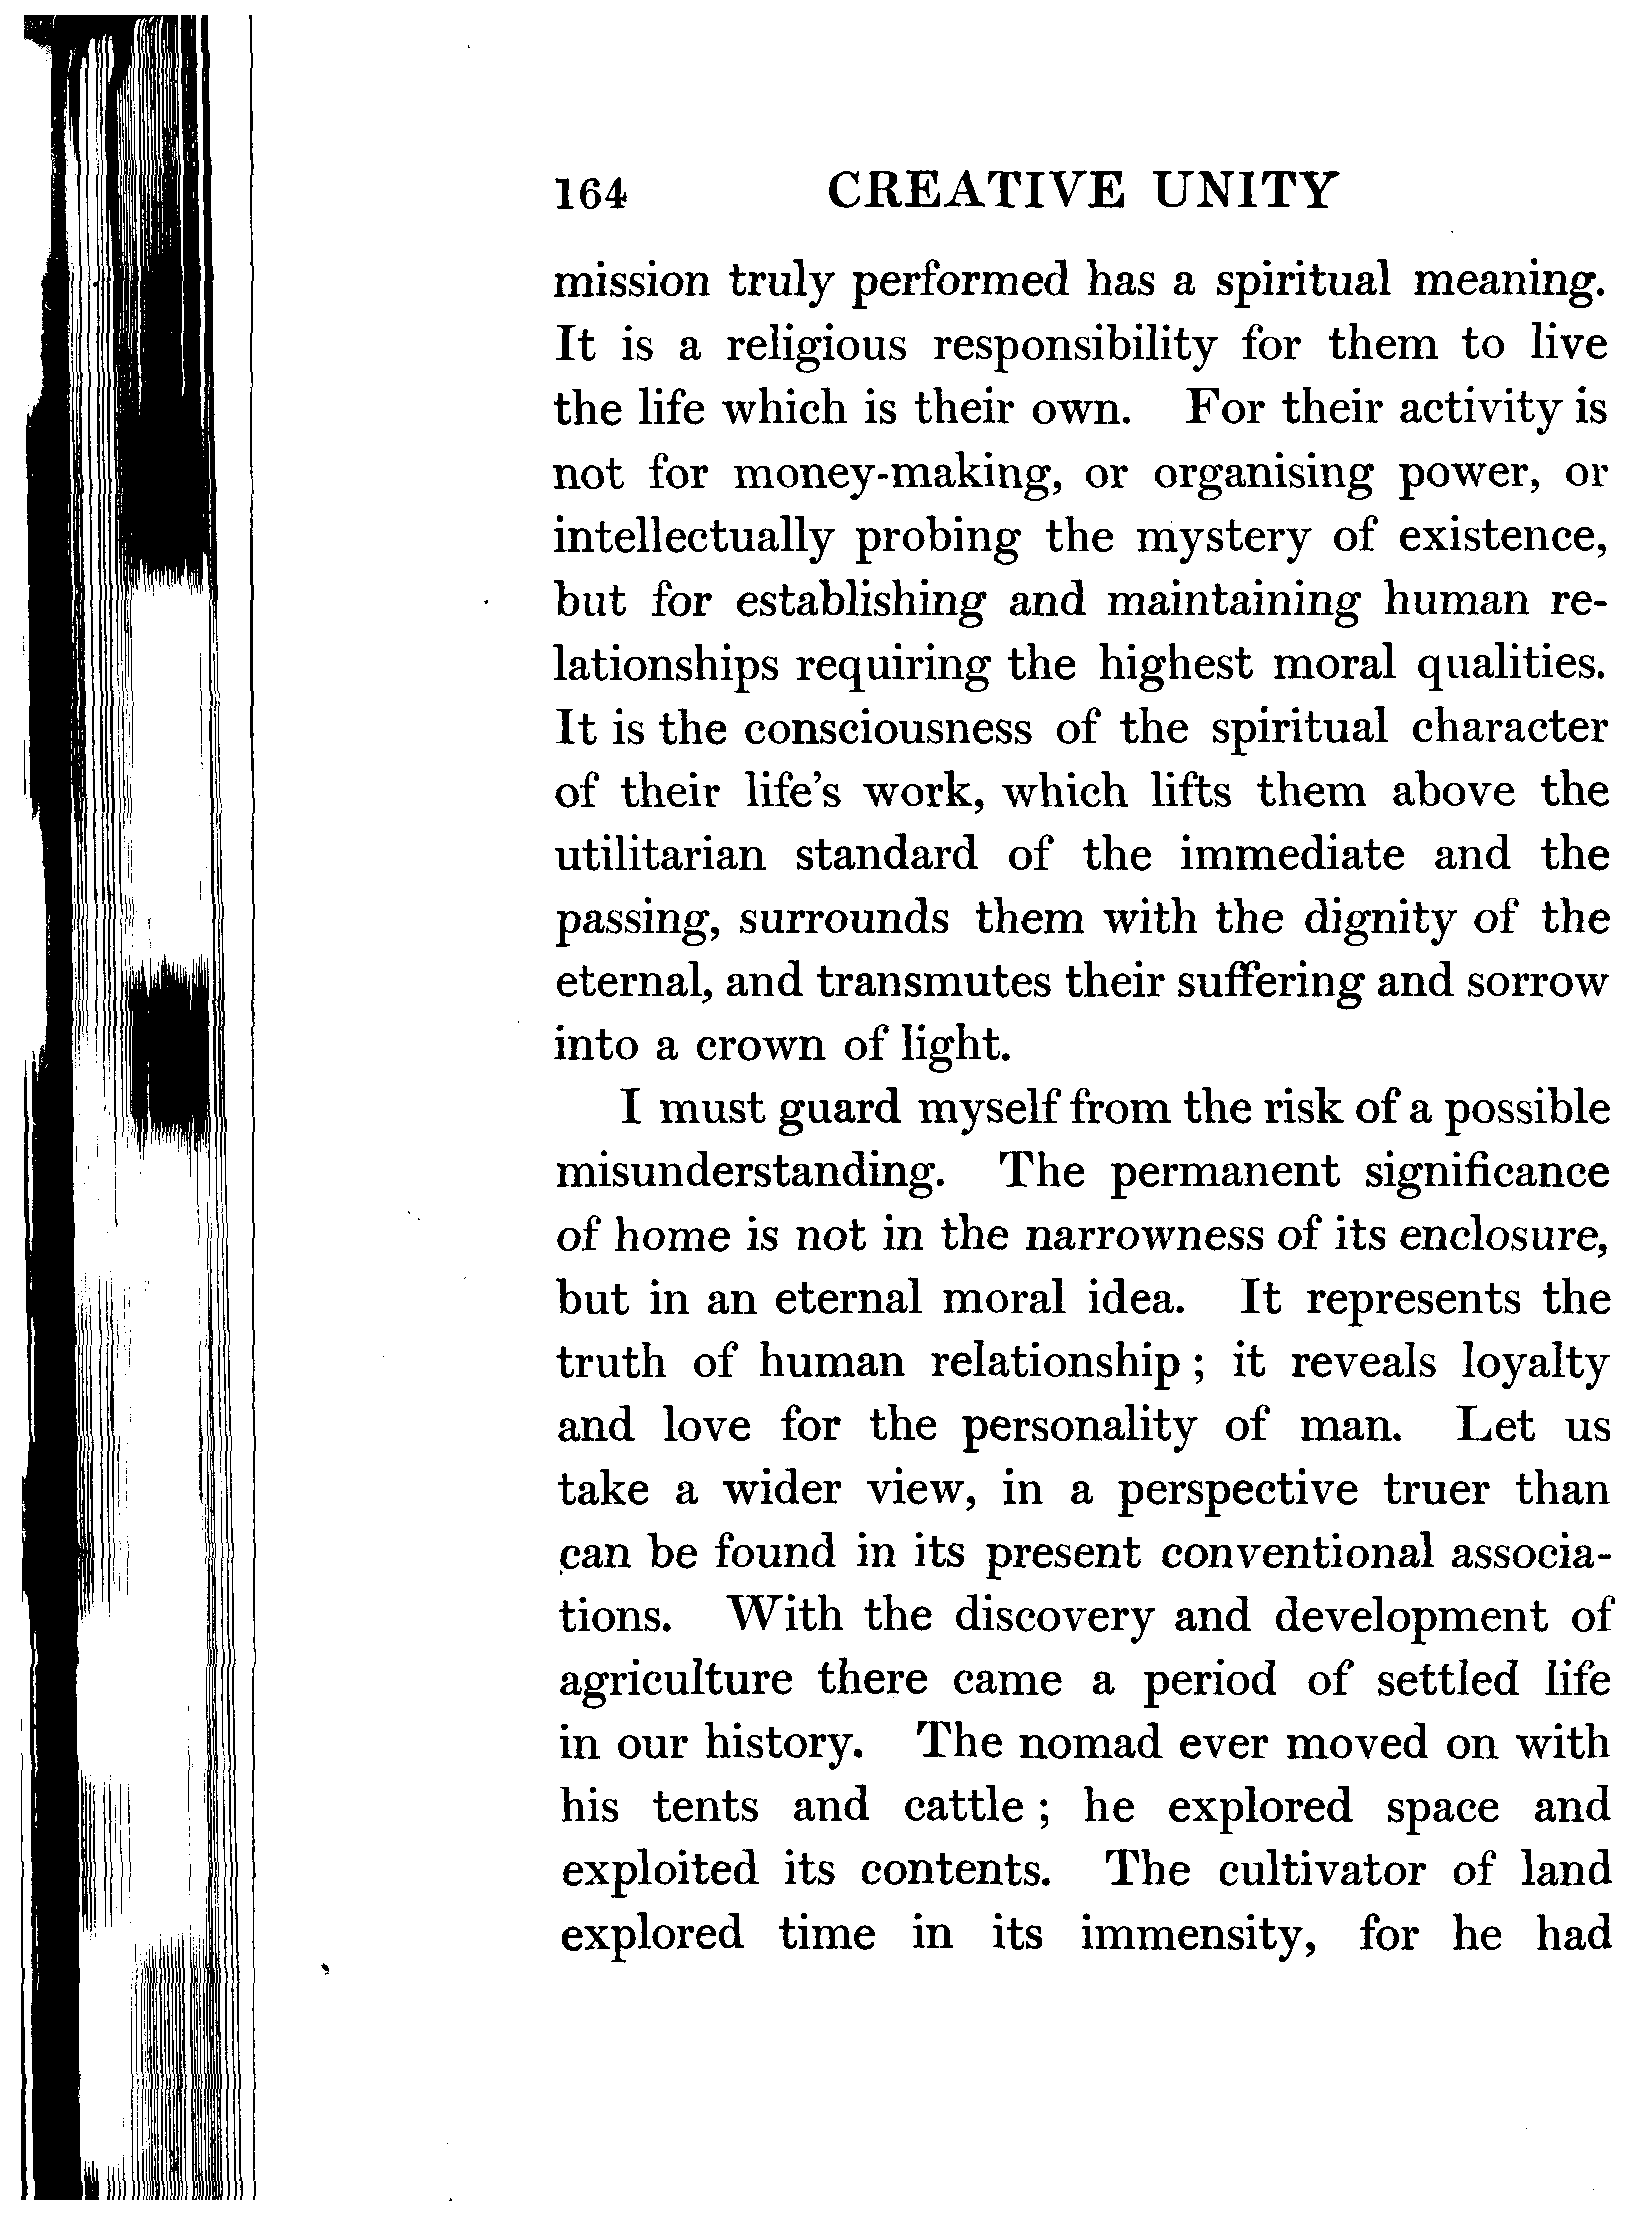 164 CREATIVE UNITY
mission truly performed has a spiritual meaning.
It is a religious responsibility for them to live
the life which is their own. For their activity is
not for money-making, or organising power, or
intellectually probing the mystery of existence,
but for establishing and maintaining human re-
lationships requiring the highest moral qualities.
It is the consciousness of the spiritual character
of their life's work, which lifts them above the
utilitarian standard of the immediate and the
passing, surrounds them with the dignity of the
eternal, and transmutes their suffering and sorrow
into a crown of light.
I must guard myself from the risk of a possible
misunderstanding. The permanent significance
of home is not in the narrowness of its enclosure,
but in an eternal moral idea. It represents the
truth of human relationship ; it reveals loyalty
and love for the personality of man. Let us
take a wider view, in a perspective truer than
can be found in its present conventional associa-
tions. With the discovery and development of
agriculture there came a period of settled life
in our history. The nomad ever moved on with
his tents and cattle ; he explored space and
exploited its contents. The cultivator of land
explored time in its immensity, for he had